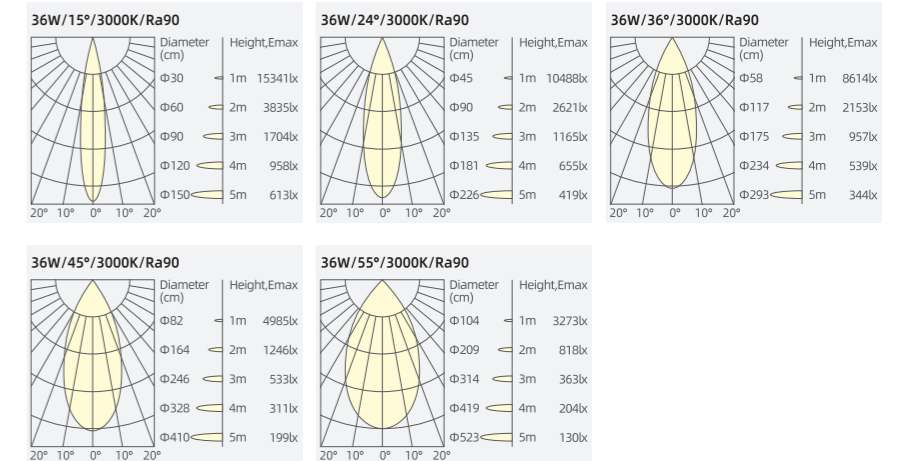 36W/15°/3000K/Ra90
Diameter Height,Emax
(cm)
Φ30 1m 15341lx
Φ60 2m 3835lx
Φ90 3m 1704lx
Φ120 4m 958lx
Φ150 5m 613lx
20° 10° 0° 10° 20°
36W/24°/3000K/Ra90
Diameter Height,Emax
(cm)
Φ45 1m 10488lx
Φ90 2m 2621lx
Φ135 3m 1165lx
Φ181 4m 655lx
Φ226 5m 419lx
20° 10° 0° 10° 20°
36W/36°/3000K/Ra90
Diameter Height,Emax
(cm)
Φ58 1m 8614lx
Φ117 2m 2153lx
Φ175 3m 957lx
Φ234 4m 539lx
Φ293 5m 344lx
20° 10° 0° 10° 20°
36W/45°/3000K/Ra90
Diameter Height,Emax
(cm)
Φ82 1m 4985lx
Φ164 2m 1246lx
Φ246 3m 533lx
Φ328 4m 311lx
Φ410 5m 199lx
20° 10° 0° 10° 20°
36W/55°/3000K/Ra90
Diameter Height,Emax
(cm)
Φ104 1m 3273lx
Φ209 2m 818lx
Φ314 3m 363lx
Φ419 4m 204lx
Φ523 5m 130lx
20° 10° 0° 10° 20°